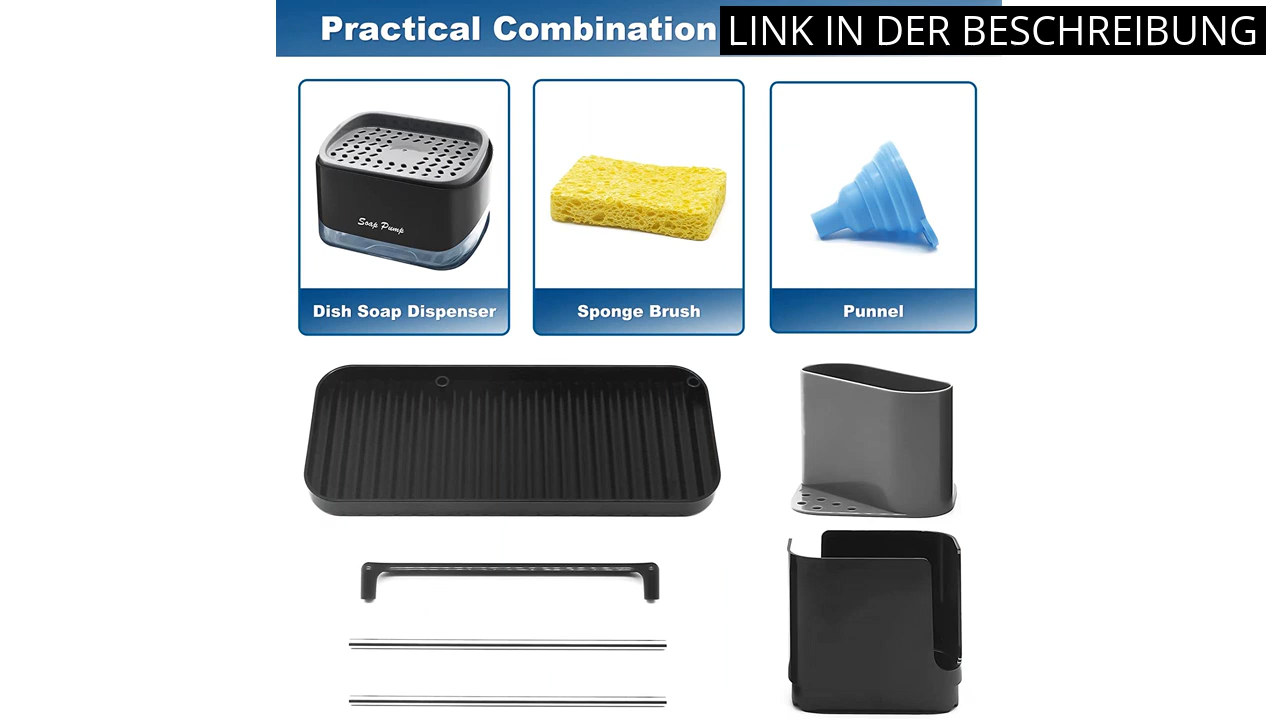 Practical Combination
LINK IN DER BESCHREIBUNG
Soap Pump
Dish Soap Dispenser
Sponge Brush
Punnel